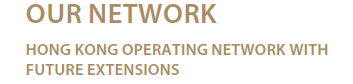 OUR NETWORK
HONG KONG OPERATING NETWORK WITH
FUTURE EXTENSIONS